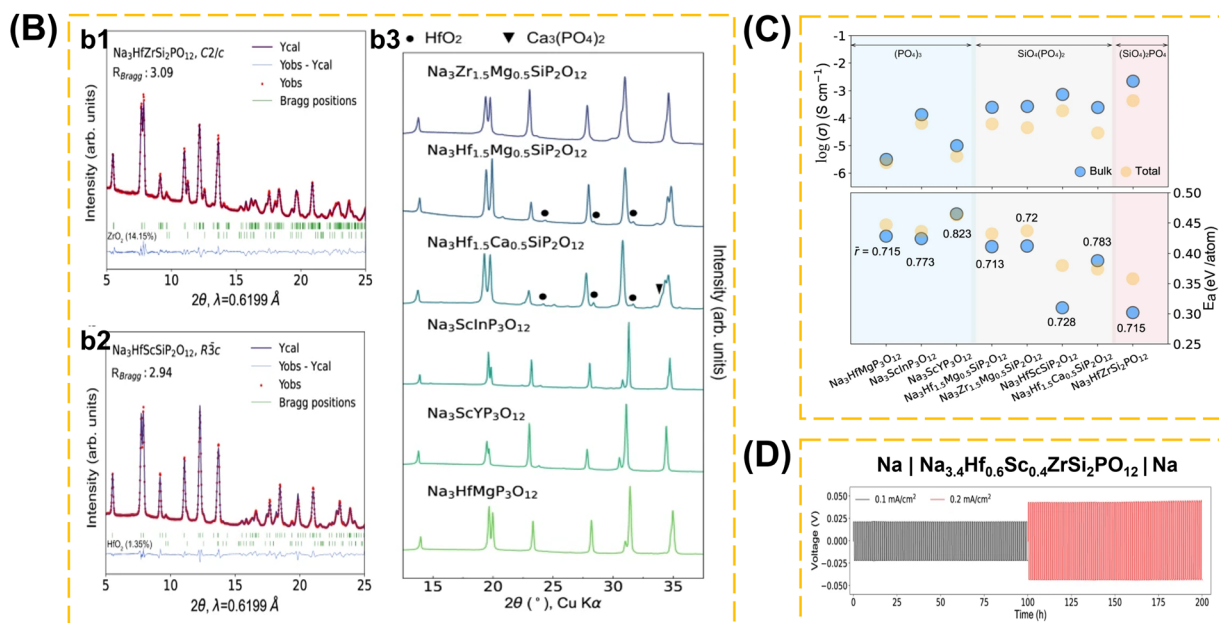 (B)
b1
Na₃HfZrSi₂PO₁₂, C2/c
R_Bragg : 3.09
Ycal
Yobs - Ycal
Yobs
Bragg positions
Intensity (arb. units)
ZrO₂ (14.15%)
5 10 15 20 25
2θ, λ=0.6199 Å
b2
Na₃HfScSiP₂O₁₂, R3̄c
R_Bragg : 2.94
Ycal
Yobs - Ycal
Yobs
Bragg positions
Intensity (arb. units)
HfO₂ (1.35%)
5 10 15 20 25
2θ, λ=0.6199 Å
b3
HfO₂
Ca₃(PO₄)₂
Na₃Zr₁.₅Mg₀.₅SiP₂O₁₂
Na₃Hf₁.₅Mg₀.₅SiP₂O₁₂
Na₃Hf₁.₅Ca₀.₅SiP₂O₁₂
Na₃ScInP₃O₁₂
Na₃ScYP₃O₁₂
Na₃HfMgP₃O₁₂
Intensity (arb. units)
15 20 25 30 35
2θ (°), Cu Kα
(C)
(PO₄)₃
SiO₄(PO₄)₂
(SiO₄)₂PO₄
log (σ) (S cm⁻¹)
-1
-2
-3
-4
-5
-6
Bulk
Total
0.50
0.45
0.40
0.35
0.30
0.25
Ea (eV /atom)
r̄ = 0.715
0.773
0.823
0.713
0.72
0.728
0.783
0.715
Na₃HfMgP₃O₁₂
Na₃ScInP₃O₁₂
Na₃ScYP₃O₁₂
Na₃Hf₁.₅Mg₀.₅SiP₂O₁₂
Na₃Zr₁.₅Mg₀.₅SiP₂O₁₂
Na₃HfScSiP₂O₁₂
Na₃Hf₁.₅Ca₀.₅SiP₂O₁₂
Na₃HfZrSi₂PO₁₂
(D)
Na | Na₃.₄Hf₀.₆Sc₀.₄ZrSi₂PO₁₂ | Na
0.1 mA/cm²
0.2 mA/cm²
Voltage (V)
0.050
0.025
0.000
−0.025
−0.050
0 25 50 75 100 125 150 175 200
Time (h)